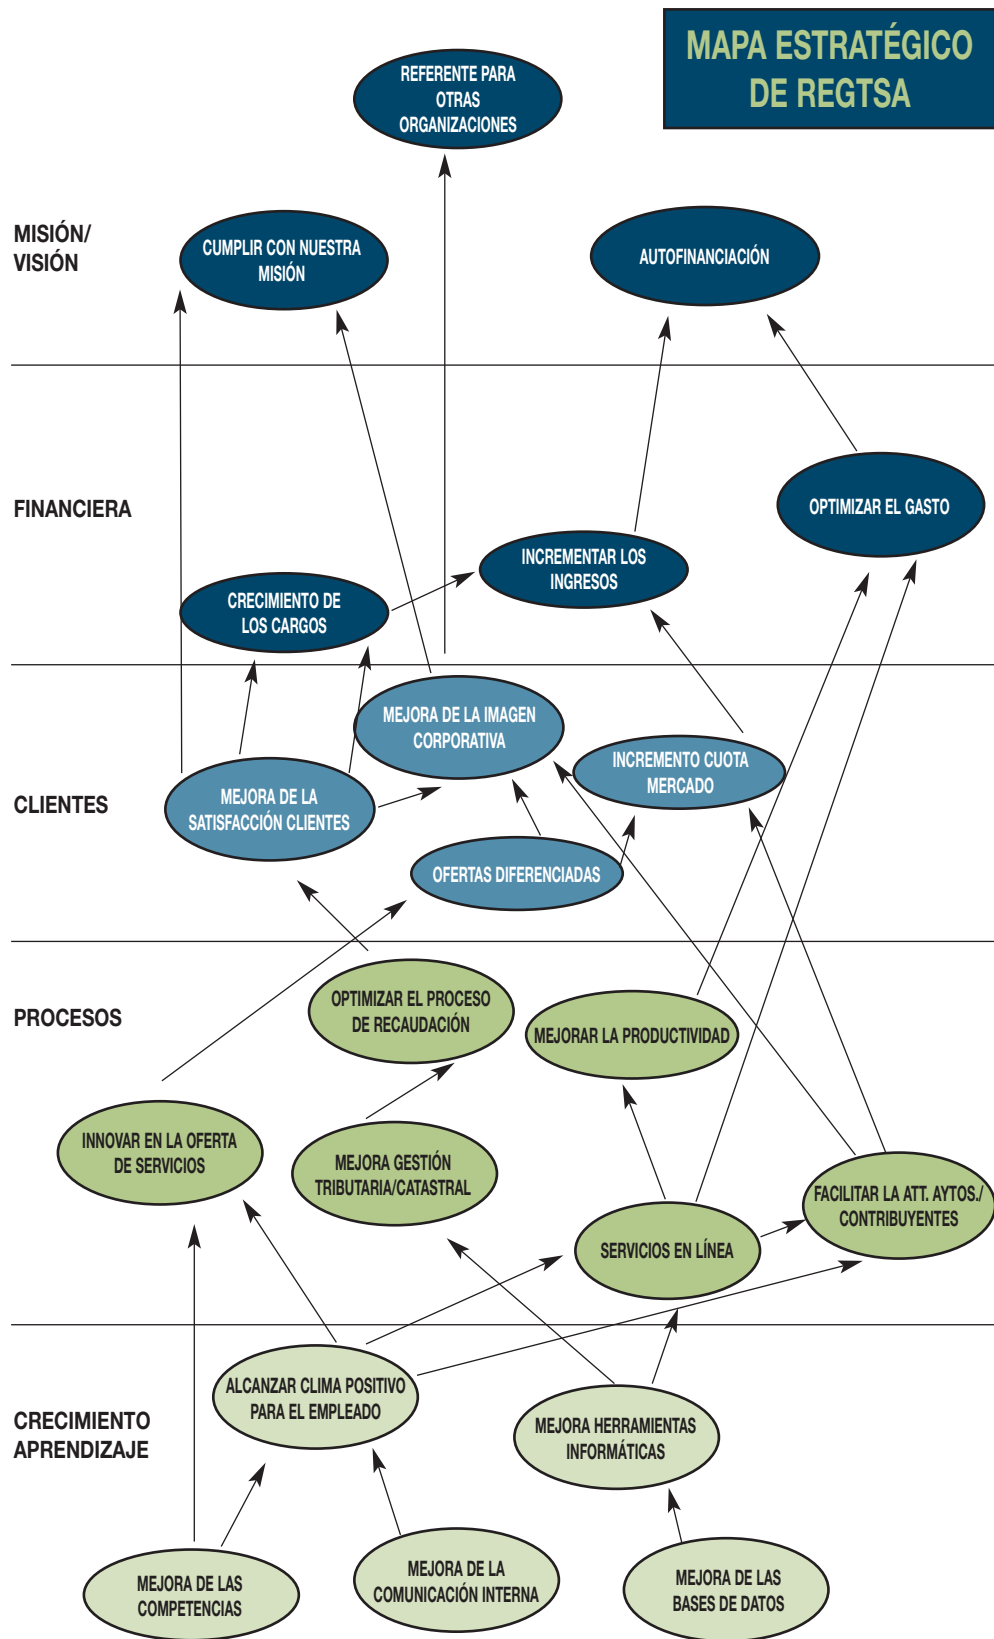 MAPA ESTRATÉGICO
DE REGTSA
REFERENTE PARA
OTRAS
ORGANIZACIONES
MISIÓN/
VISIÓN
CUMPLIR CON NUESTRA
MISIÓN
AUTOFINANCIACIÓN
FINANCIERA
OPTIMIZAR EL GASTO
INCREMENTAR LOS
INGRESOS
CRECIMIENTO DE
LOS CARGOS
CLIENTES
MEJORA DE LA IMAGEN
CORPORATIVA
INCREMENTO CUOTA
MERCADO
MEJORA DE LA
SATISFACCIÓN CLIENTES
OFERTAS DIFERENCIADAS
PROCESOS
OPTIMIZAR EL PROCESO
DE RECAUDACIÓN
MEJORAR LA PRODUCTIVIDAD
INNOVAR EN LA OFERTA
DE SERVICIOS
MEJORA GESTIÓN
TRIBUTARIA/CATASTRAL
FACILITAR LA ATT. AYTOS./
CONTRIBUYENTES
SERVICIOS EN LÍNEA
CRECIMIENTO
APRENDIZAJE
ALCANZAR CLIMA POSITIVO
PARA EL EMPLEADO
MEJORA HERRAMIENTAS
INFORMÁTICAS
MEJORA DE LAS
COMPETENCIAS
MEJORA DE LA
COMUNICACIÓN INTERNA
MEJORA DE LAS
BASES DE DATOS